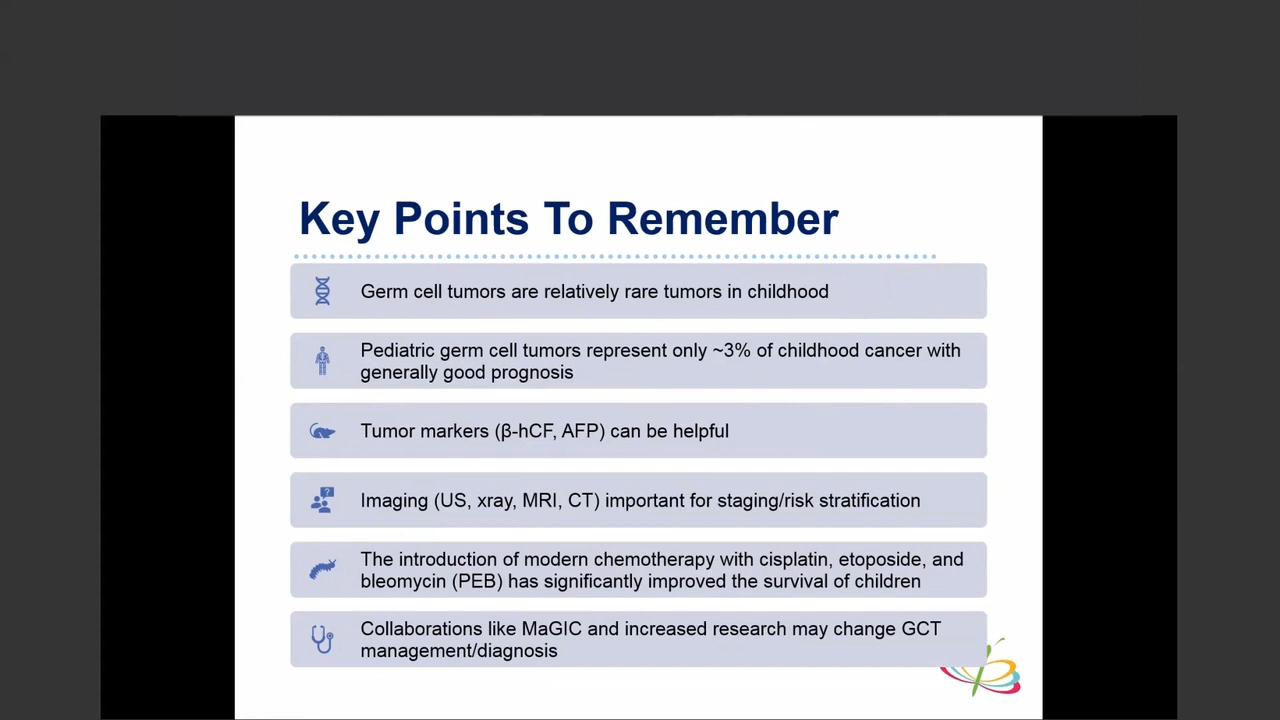 Key Points To Remember
Germ cell tumors are relatively rare tumors in childhood
Pediatric germ cell tumors represent only ~3% of childhood cancer with
generally good prognosis
Tumor markers (β-hCF, AFP) can be helpful
Imaging (US, xray, MRI, CT) important for staging/risk stratification
The introduction of modern chemotherapy with cisplatin, etoposide, and
bleomycin (PEB) has significantly improved the survival of children
Collaborations like MaGIC and increased research may change GCT
management/diagnosis